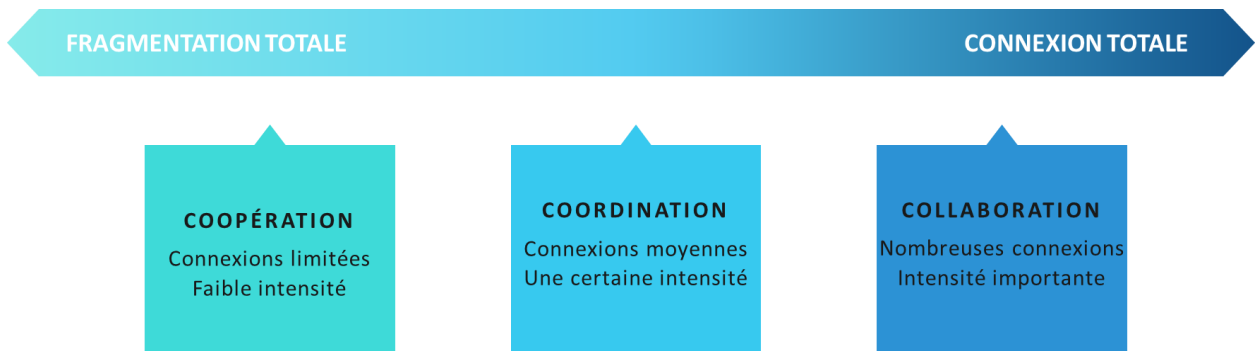 FRAGMENTATION TOTALE
CONNEXION TOTALE
COOPÉRATION
Connexions limitées
Faible intensité
COORDINATION
Connexions moyennes
Une certaine intensité
COLLABORATION
Nombreuses connexions
Intensité importante